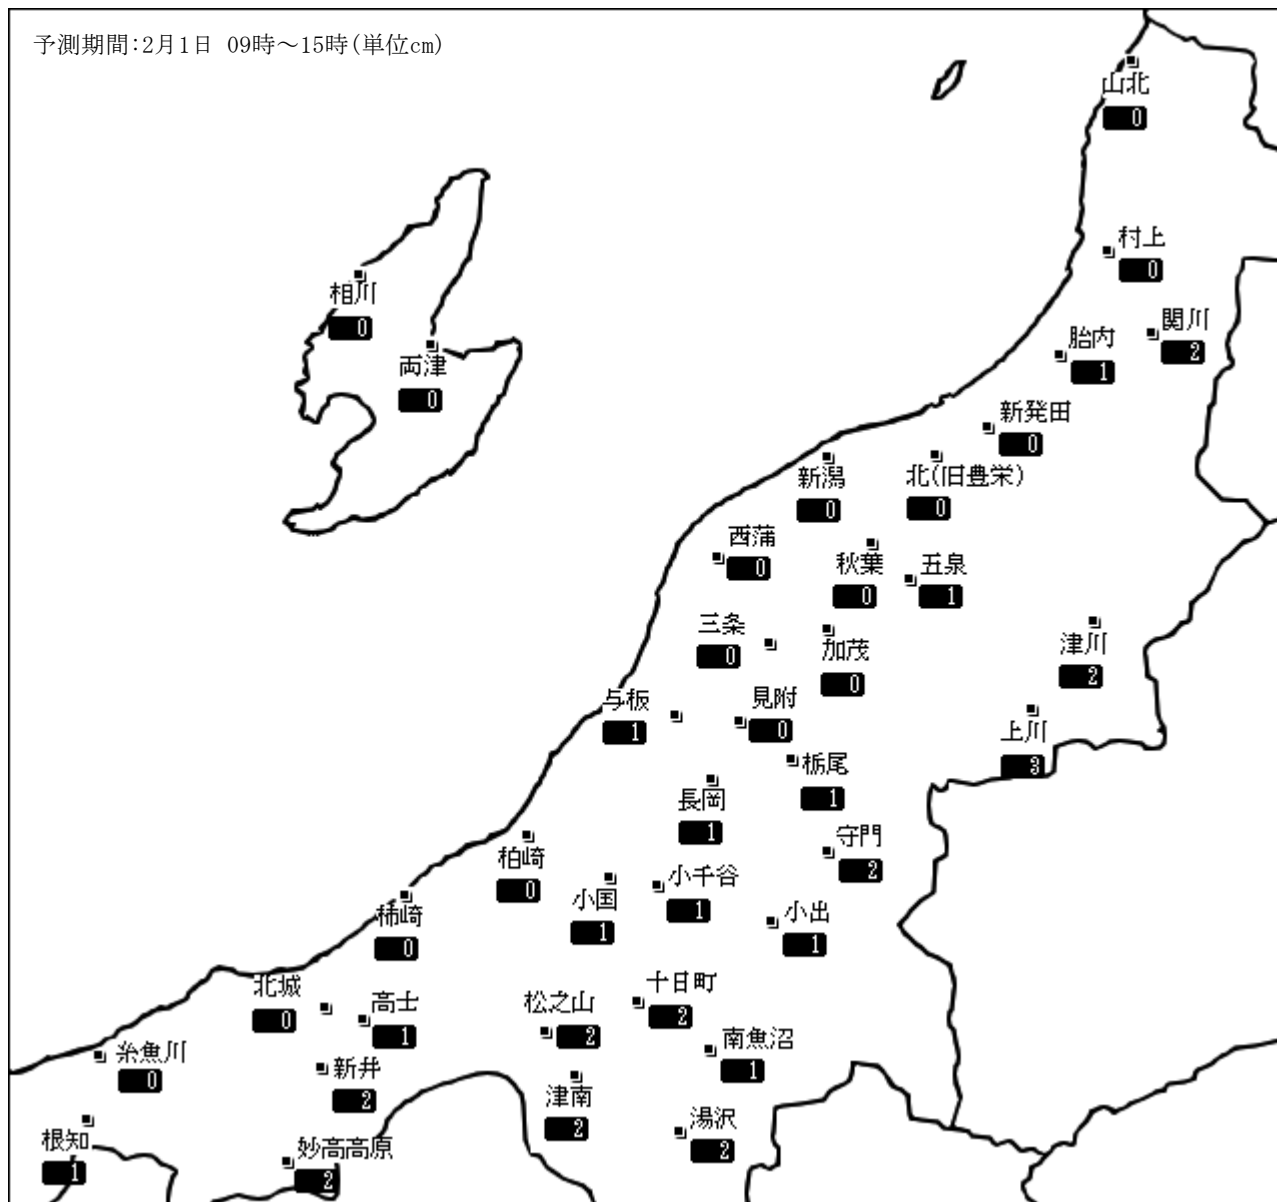 予測期間:2月1日 09時～15時(単位cm)
山北
0
村上
0
相川
0
関川
2
胎内
1
両津
0
新発田
0
新潟
0
北(旧豊栄)
0
西蒲
0
秋葉
0
五泉
1
三条
0
加茂
0
津川
2
与板
1
見附
0
上川
3
栃尾
1
長岡
1
守門
2
柏崎
0
小国
1
小千谷
1
小出
1
柿崎
0
北城
0
高士
1
松之山
2
十日町
2
南魚沼
1
糸魚川
0
新井
2
津南
2
湯沢
2
根知
1
妙高高原
2